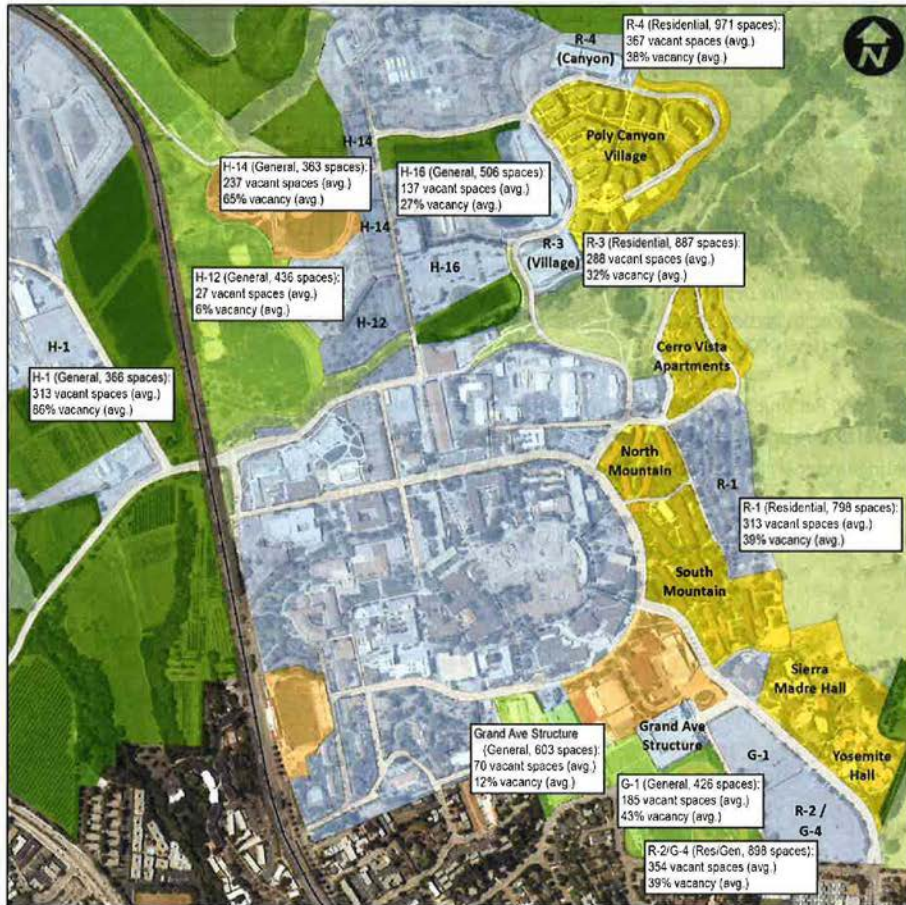 R-4 (Residential, 971 spaces):
367 vacant spaces (avg.)
38% vacancy (avg.)
N
R-4
(Canyon)
H-14
Poly Canyon
Village
H-14 (General, 363 spaces):
237 vacant spaces (avg.)
65% vacancy (avg.)
H-16 (General, 506 spaces):
137 vacant spaces (avg.)
27% vacancy (avg.)
H-14
R-3
(Village)
R-3 (Residential, 887 spaces):
288 vacant spaces (avg.)
32% vacancy (avg.)
H-16
H-12 (General, 436 spaces):
27 vacant spaces (avg.)
6% vacancy (avg.)
H-12
H-1
Cerro Vista
Apartments
H-1 (General, 366 spaces):
313 vacant spaces (avg.)
86% vacancy (avg.)
North
Mountain
R-1
R-1 (Residential, 798 spaces):
313 vacant spaces (avg.)
39% vacancy (avg.)
South
Mountain
Sierra
Madre Hall
Grand Ave
Structure
Grand Ave Structure
(General, 603 spaces):
70 vacant spaces (avg.)
12% vacancy (avg.)
G-1
Yosemite
Hall
G-1 (General, 426 spaces):
185 vacant spaces (avg.)
43% vacancy (avg.)
R-2 /
G-4
R-2/G-4 (Res/Gen, 898 spaces):
354 vacant spaces (avg.)
39% vacancy (avg.)